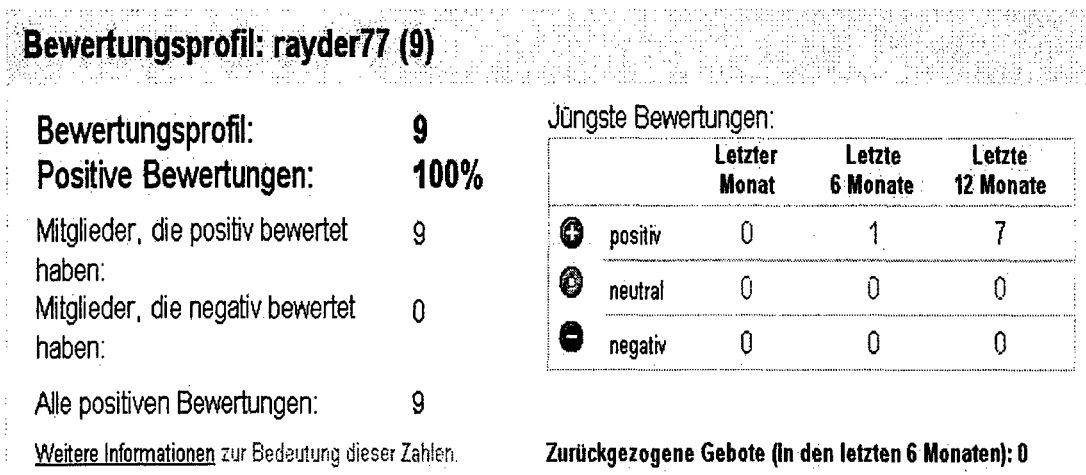 Bewertungsprofil: rayder77 (9)
Bewertungsprofil: 9
Positive Bewertungen: 100%
Mitglieder, die positiv bewertet 9
haben:
Mitglieder, die negativ bewertet 0
haben:
Alle positiven Bewertungen: 9
Weitere Informationen zur Bedeutung dieser Zahlen.
Jüngste Bewertungen:
Letzter Letzte Letzte
Monat 6 Monate 12 Monate
positiv 0 1 7
neutral 0 0 0
negativ 0 0 0
Zurückgezogene Gebote (in den letzten 6 Monaten): 0